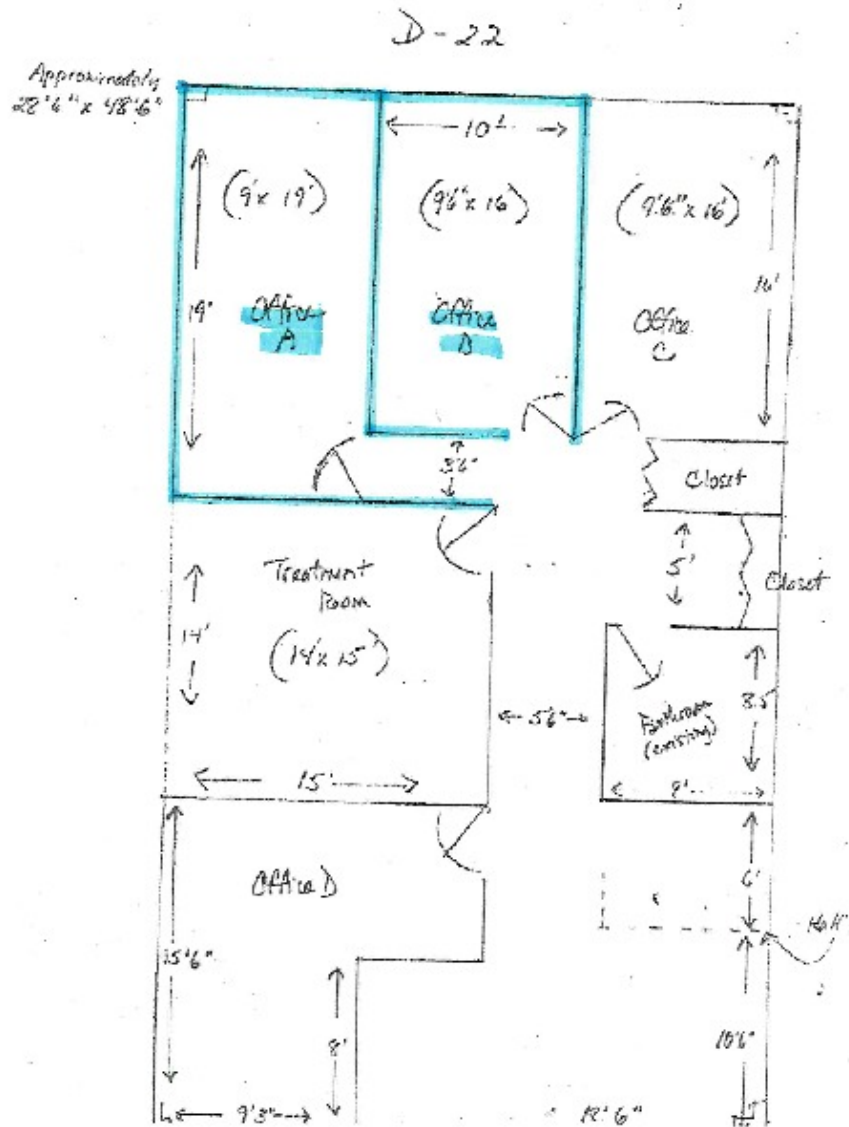 D-22
Approximately
28'6" x 48'6"
10'
(9' x 19')
(9'6" x 16')
(9'6" x 16')
19'
Office
A
Office
B
Office
C
16'
3'6"
Closet
5'
Closet
Treatment
Room
14'
(14' x 15')
5'6"
Bathroom
(existing)
8.5'
15'
9'
Office D
6'
15'6"
8'
10'6"
9'3"
12'6"